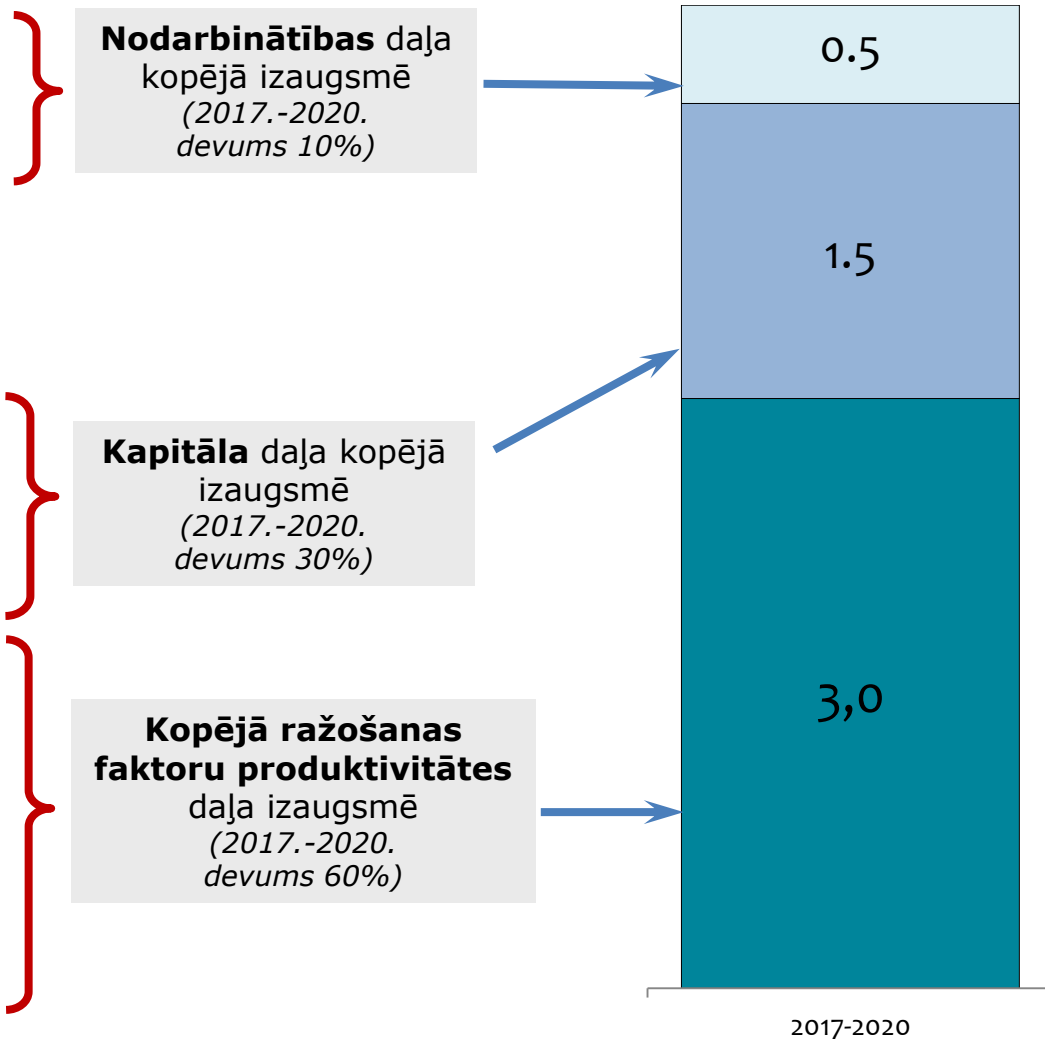 Nodarbinātības daļa
kopējā izaugsmē
(2017.-2020.
devums 10%)
0.5
1.5
Kapitāla daļa kopējā
izaugsmē
(2017.-2020.
devums 30%)
Kopējā ražošanas
faktoru produktivitātes
daļa izaugsmē
(2017.-2020.
devums 60%)
3,0
2017-2020